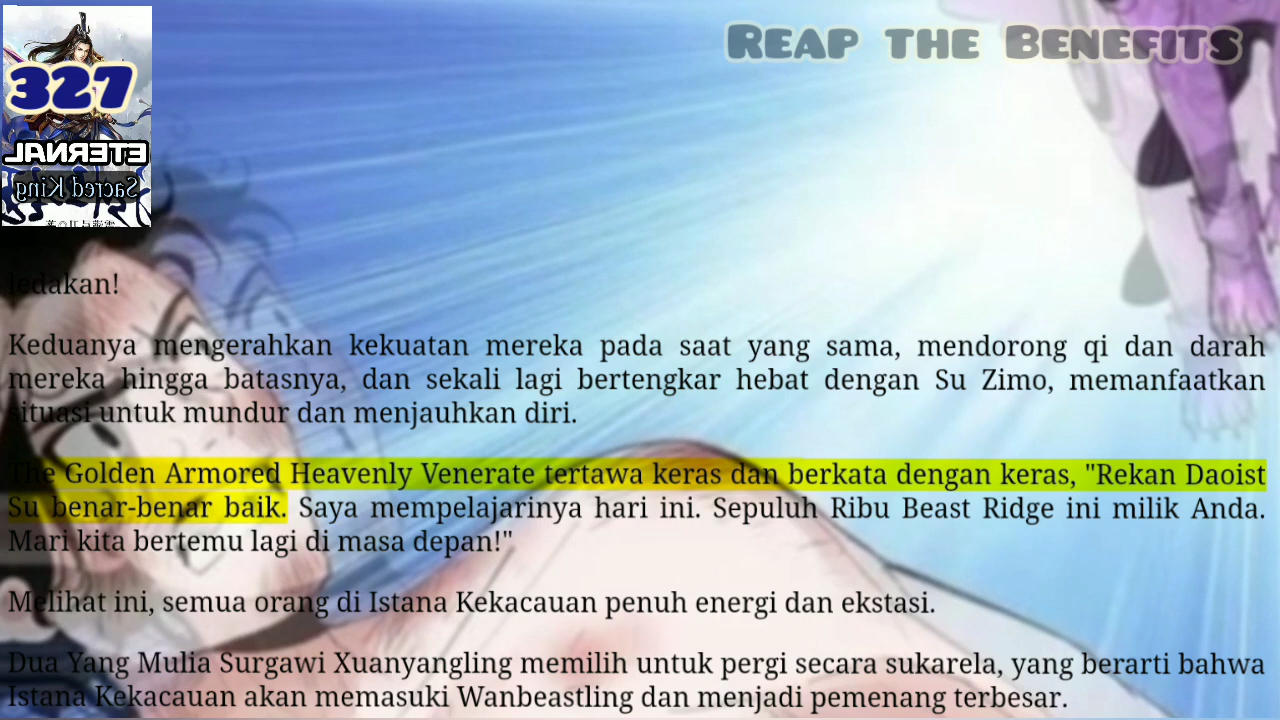 Reap the Benefits
327
ETERNAL
Sacred King
ledakan!
Keduanya mengerahkan kekuatan mereka pada saat yang sama, mendorong qi dan darah
mereka hingga batasnya, dan sekali lagi bertengkar hebat dengan Su Zimo, memanfaatkan
situasi untuk mundur dan menjauhkan diri.
The Golden Armored Heavenly Venerate tertawa keras dan berkata dengan keras, "Rekan Daoist
Su benar-benar baik. Saya mempelajarinya hari ini. Sepuluh Ribu Beast Ridge ini milik Anda.
Mari kita bertemu lagi di masa depan!"
Melihat ini, semua orang di Istana Kekacauan penuh energi dan ekstasi.
Dua Yang Mulia Surgawi Xuanyangling memilih untuk pergi secara sukarela, yang berarti bahwa
Istana Kekacauan akan memasuki Wanbeastling dan menjadi pemenang terbesar.